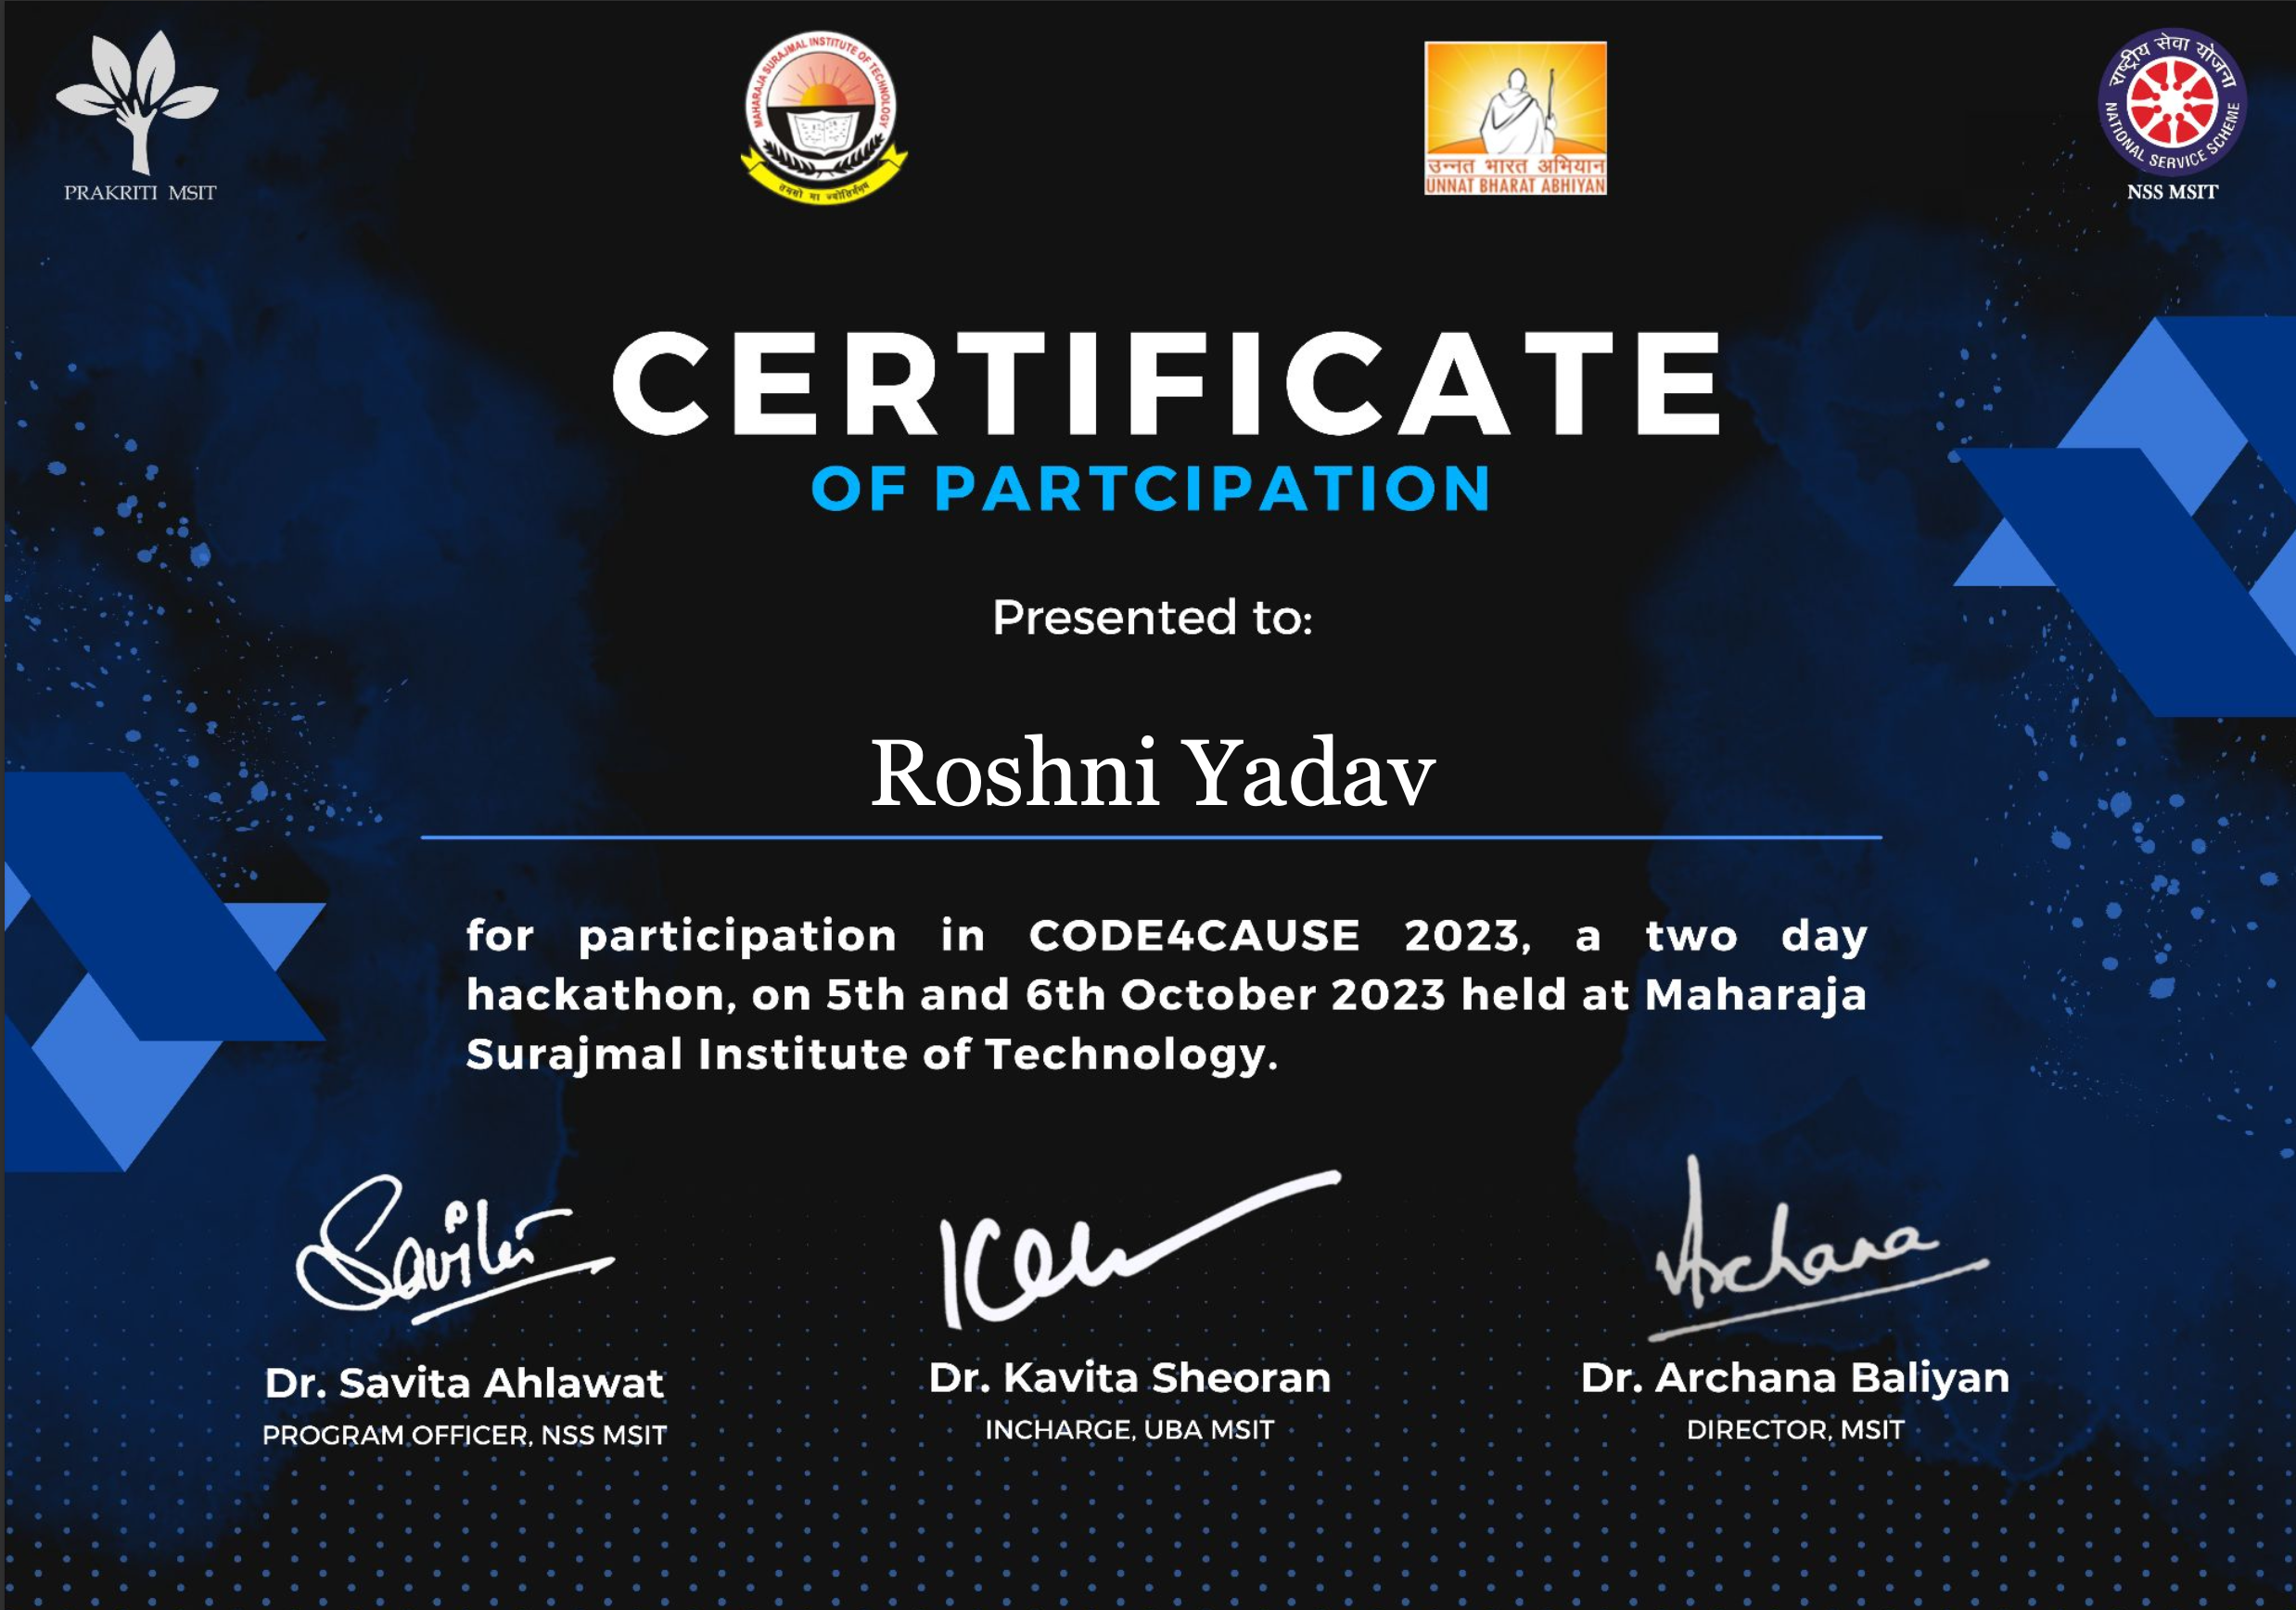 PRAKRITI MSIT
MAHARAJA SURAJMAL INSTITUTE OF TECHNOLOGY
तमसो मा ज्योतिर्गमय
उन्नत भारत अभियान
UNNAT BHARAT ABHIYAN
राष्ट्रीय सेवा योजना
NATIONAL SERVICE SCHEME
NSS MSIT
CERTIFICATE
OF PARTCIPATION
Presented to:
Roshni Yadav
for participation in CODE4CAUSE 2023, a two day
hackathon, on 5th and 6th October 2023 held at Maharaja
Surajmal Institute of Technology.
Savita
Archana
Dr. Savita Ahlawat
Dr. Kavita Sheoran
Dr. Archana Baliyan
PROGRAM OFFICER, NSS MSIT
INCHARGE, UBA MSIT
DIRECTOR, MSIT